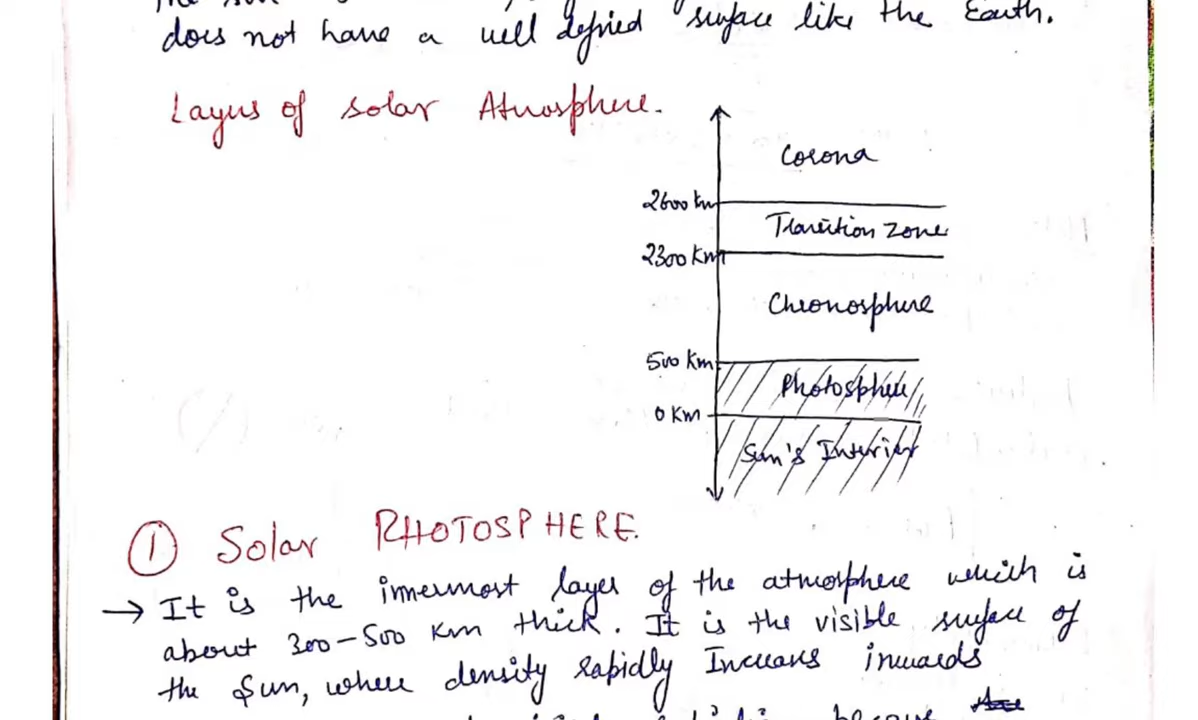 The sun
does not have a well defined surface like the Earth.
Layers of Solar Atmosphere.
Corona
2600 km
Transition Zone
2300 Km
Chromosphere
500 Km
Photosphere
0 Km
Sun's Interior
① Solar PHOTOSPHERE.
→ It is the innermost layer of the atmosphere which is
about 300-500 Km thick. It is the visible surface of
the Sun, where density rapidly Increases inwards